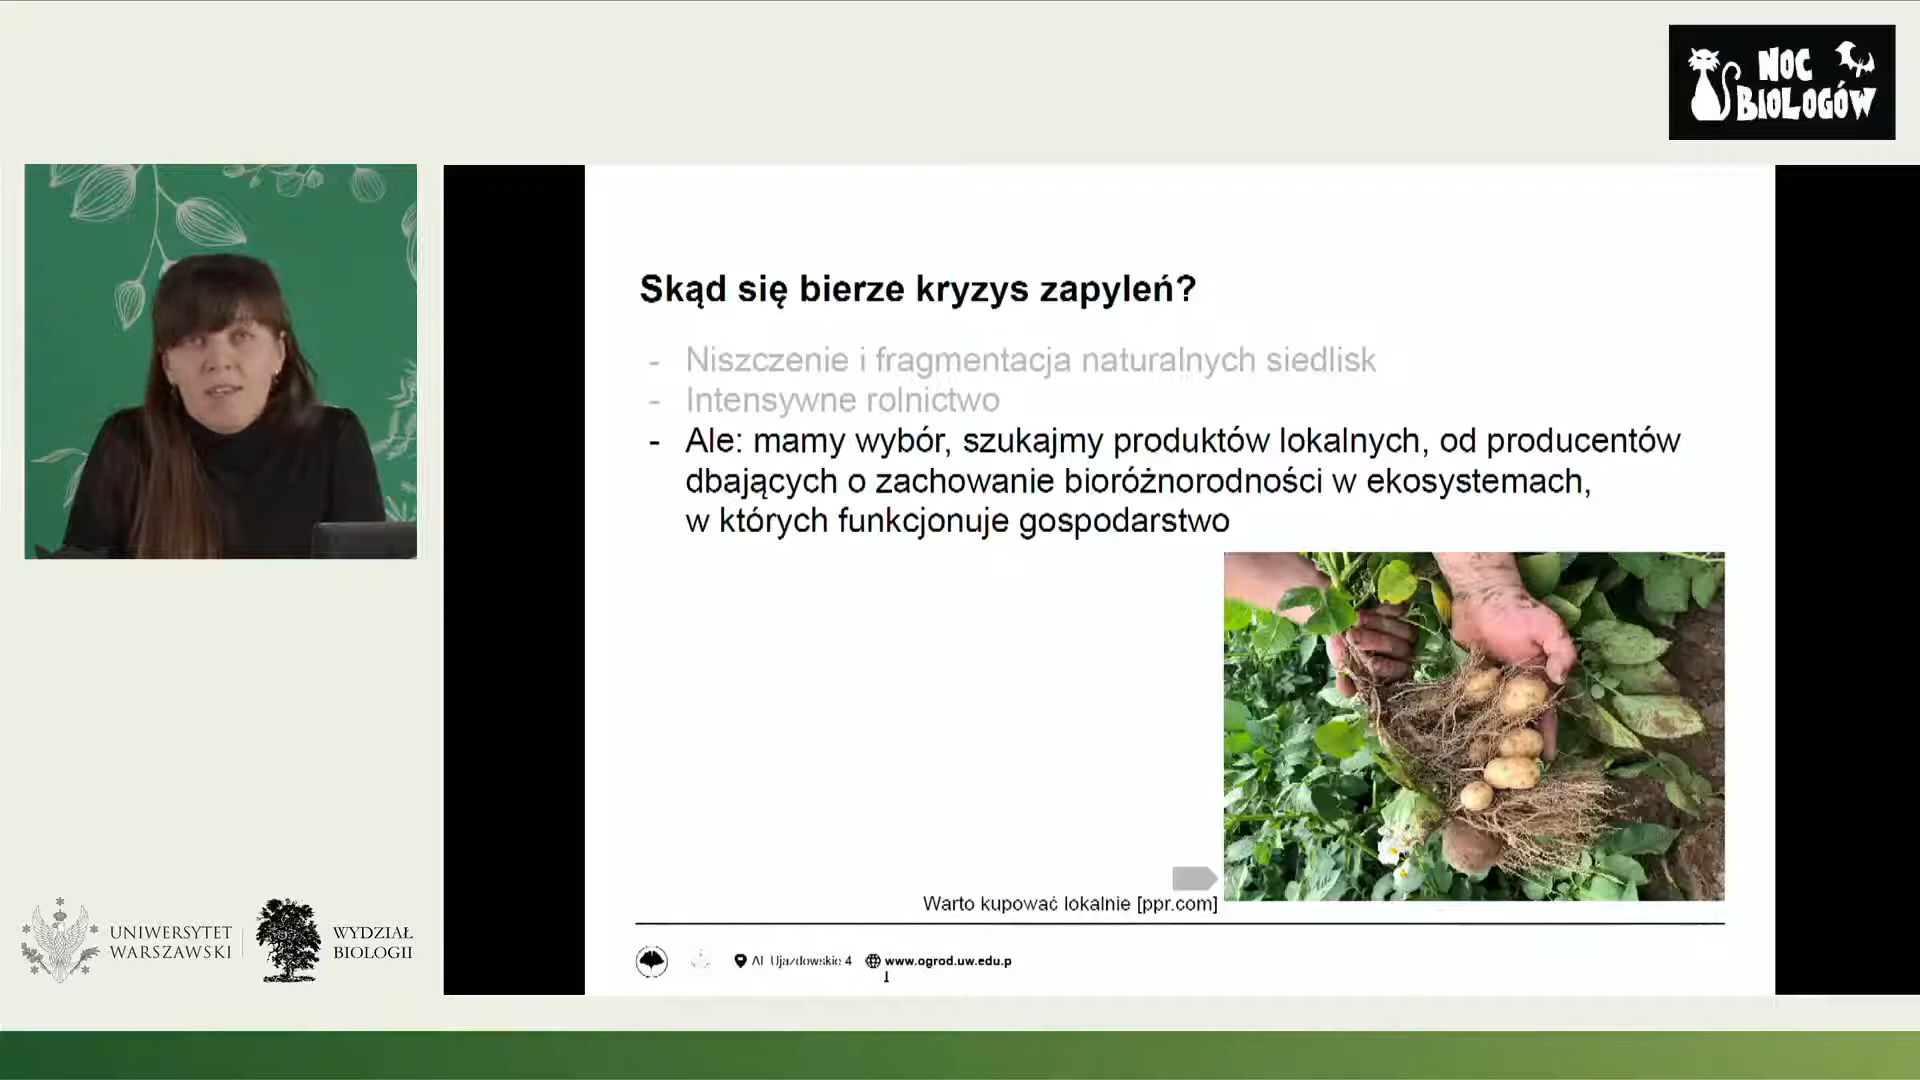 NOC
BIOLOGÓW
Skąd się bierze kryzys zapyleń?
- Niszczenie i fragmentacja naturalnych siedlisk
- Intensywne rolnictwo
- Ale: mamy wybór, szukajmy produktów lokalnych, od producentów
dbających o zachowanie bioróżnorodności w ekosystemach,
w których funkcjonuje gospodarstwo
Warto kupować lokalnie [ppr.com]
Al. Ujazdowskie 4 www.ogrod.uw.edu.p
l
UNIWERSYTET
WARSZAWSKI
WYDZIAŁ
BIOLOGII